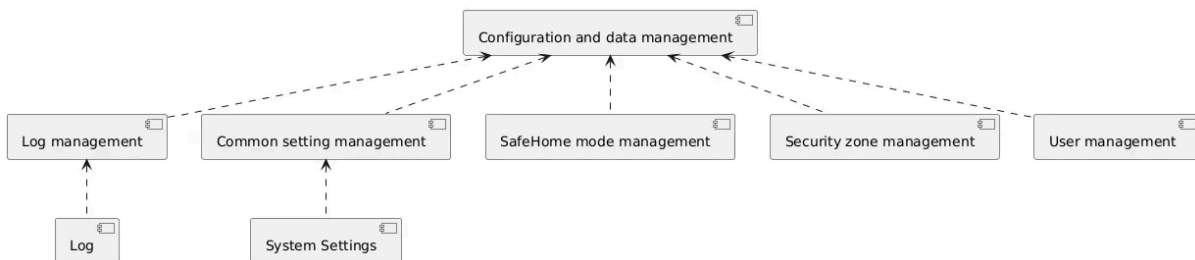 Configuration and data management
Log management
Common setting management
SafeHome mode management
Security zone management
User management
Log
System Settings